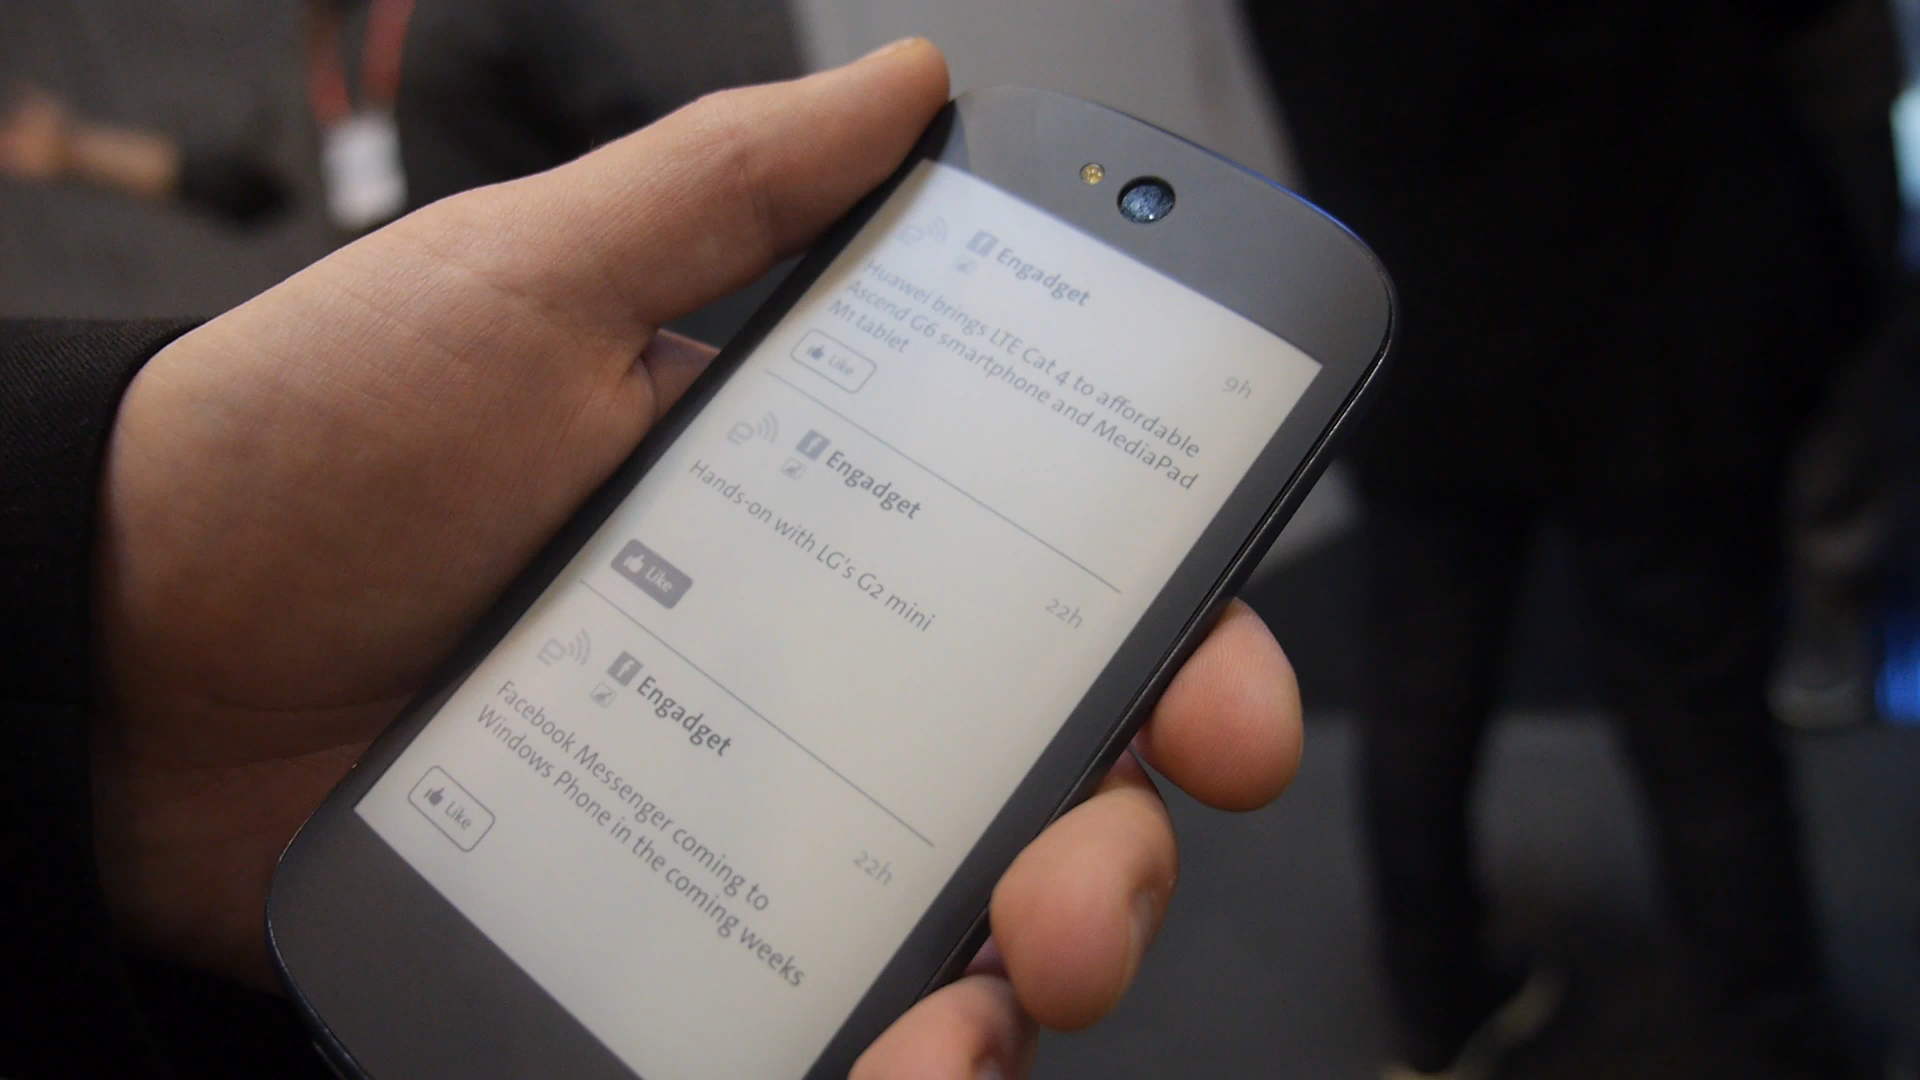 Engadget
9h
Huawei brings LTE Cat 4 to affordable
Ascend G6 smartphone and MediaPad
M1 tablet
Like
Engadget
22h
Hands-on with LG's G2 mini
Like
Engadget
22h
Facebook Messenger coming to
Windows Phone in the coming weeks
Like